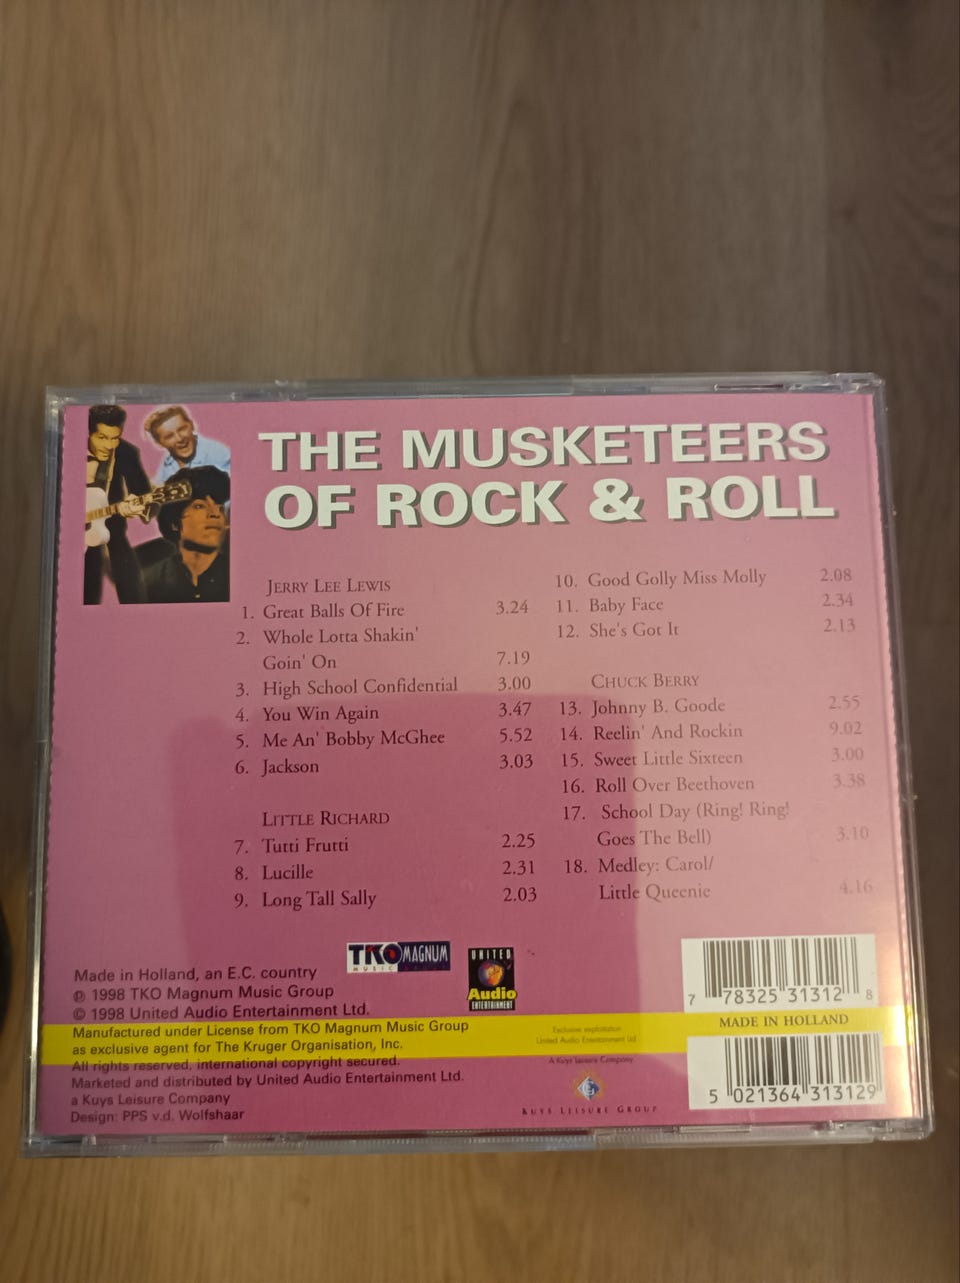 THE MUSKETEERS
OF ROCK & ROLL
JERRY LEE LEWIS
1. Great Balls Of Fire 3.24
2. Whole Lotta Shakin'
Goin' On 7.19
3. High School Confidential 3.00
4. You Win Again 3.47
5. Me An' Bobby McGhee 5.52
6. Jackson 3.03
LITTLE RICHARD
7. Tutti Frutti 2.25
8. Lucille 2.31
9. Long Tall Sally 2.03
10. Good Golly Miss Molly 2.08
11. Baby Face 2.34
12. She's Got It 2.13
CHUCK BERRY
13. Johnny B. Goode 2.55
14. Reelin' And Rockin 9.02
15. Sweet Little Sixteen 3.00
16. Roll Over Beethoven 3.38
17. School Day (Ring! Ring!
Goes The Bell) 3.10
18. Medley: Carol/
Little Queenie 4.16
TKO MAGNUM
MUSIC
UNITED
Audio
ENTERTAINMENT
Made in Holland, an E.C. country
℗ 1998 TKO Magnum Music Group
© 1998 United Audio Entertainment Ltd.
Manufactured under License from TKO Magnum Music Group
as exclusive agent for The Kruger Organisation, Inc.
All rights reserved, international copyright secured.
Marketed and distributed by United Audio Entertainment Ltd.
a Kuys Leisure Company
Design: PPS v.d. Wolfshaar
Exclusive exploitation
United Audio Entertainment Ltd
A Kuys Leisure Company
KUYS LEISURE GROUP
7 78325 31312 8
MADE IN HOLLAND
5 021364 313129